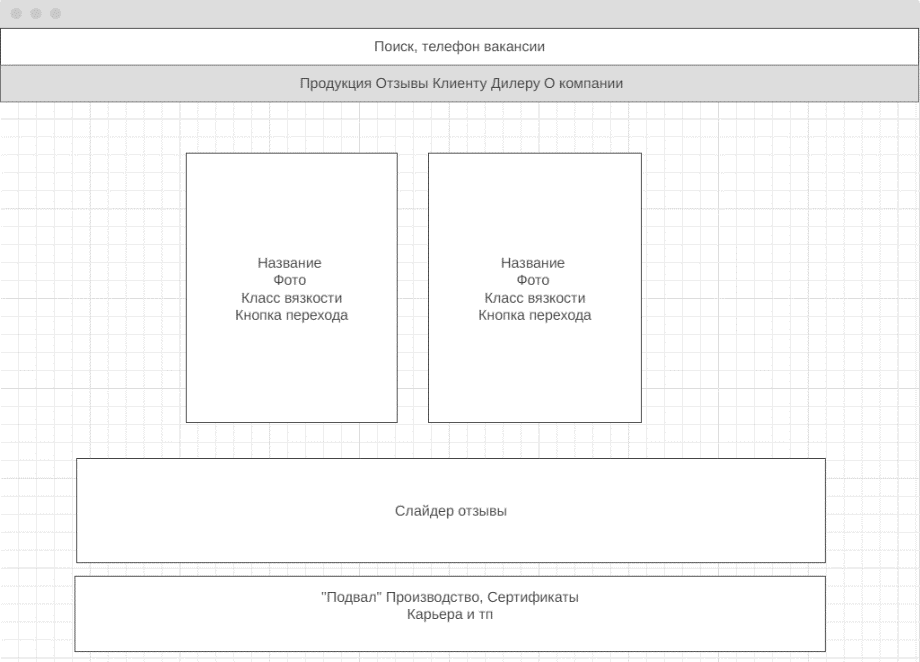 Поиск, телефон вакансии
Продукция Отзывы Клиенту Дилеру О компании
Название
Фото
Класс вязкости
Кнопка перехода
Название
Фото
Класс вязкости
Кнопка перехода
Слайдер отзывы
"Подвал" Производство, Сертификаты
Карьера и тп